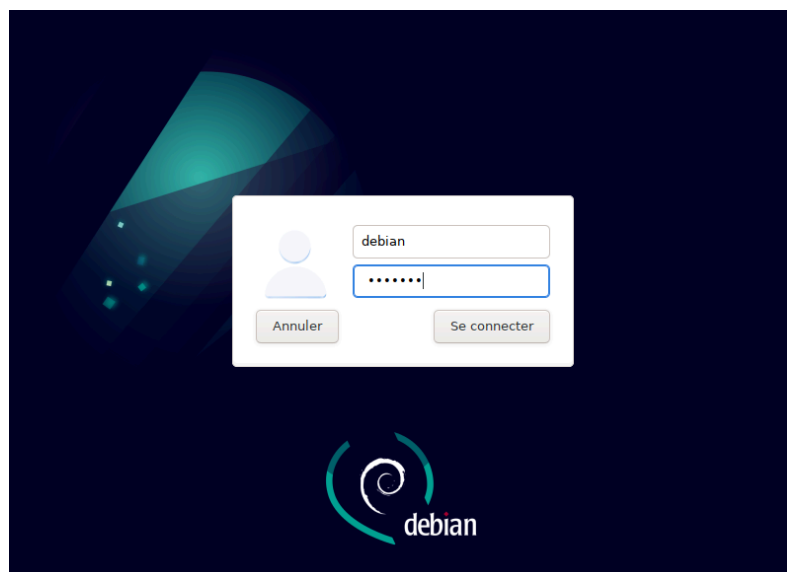 debian
•••••••
Annuler
Se connecter
debian